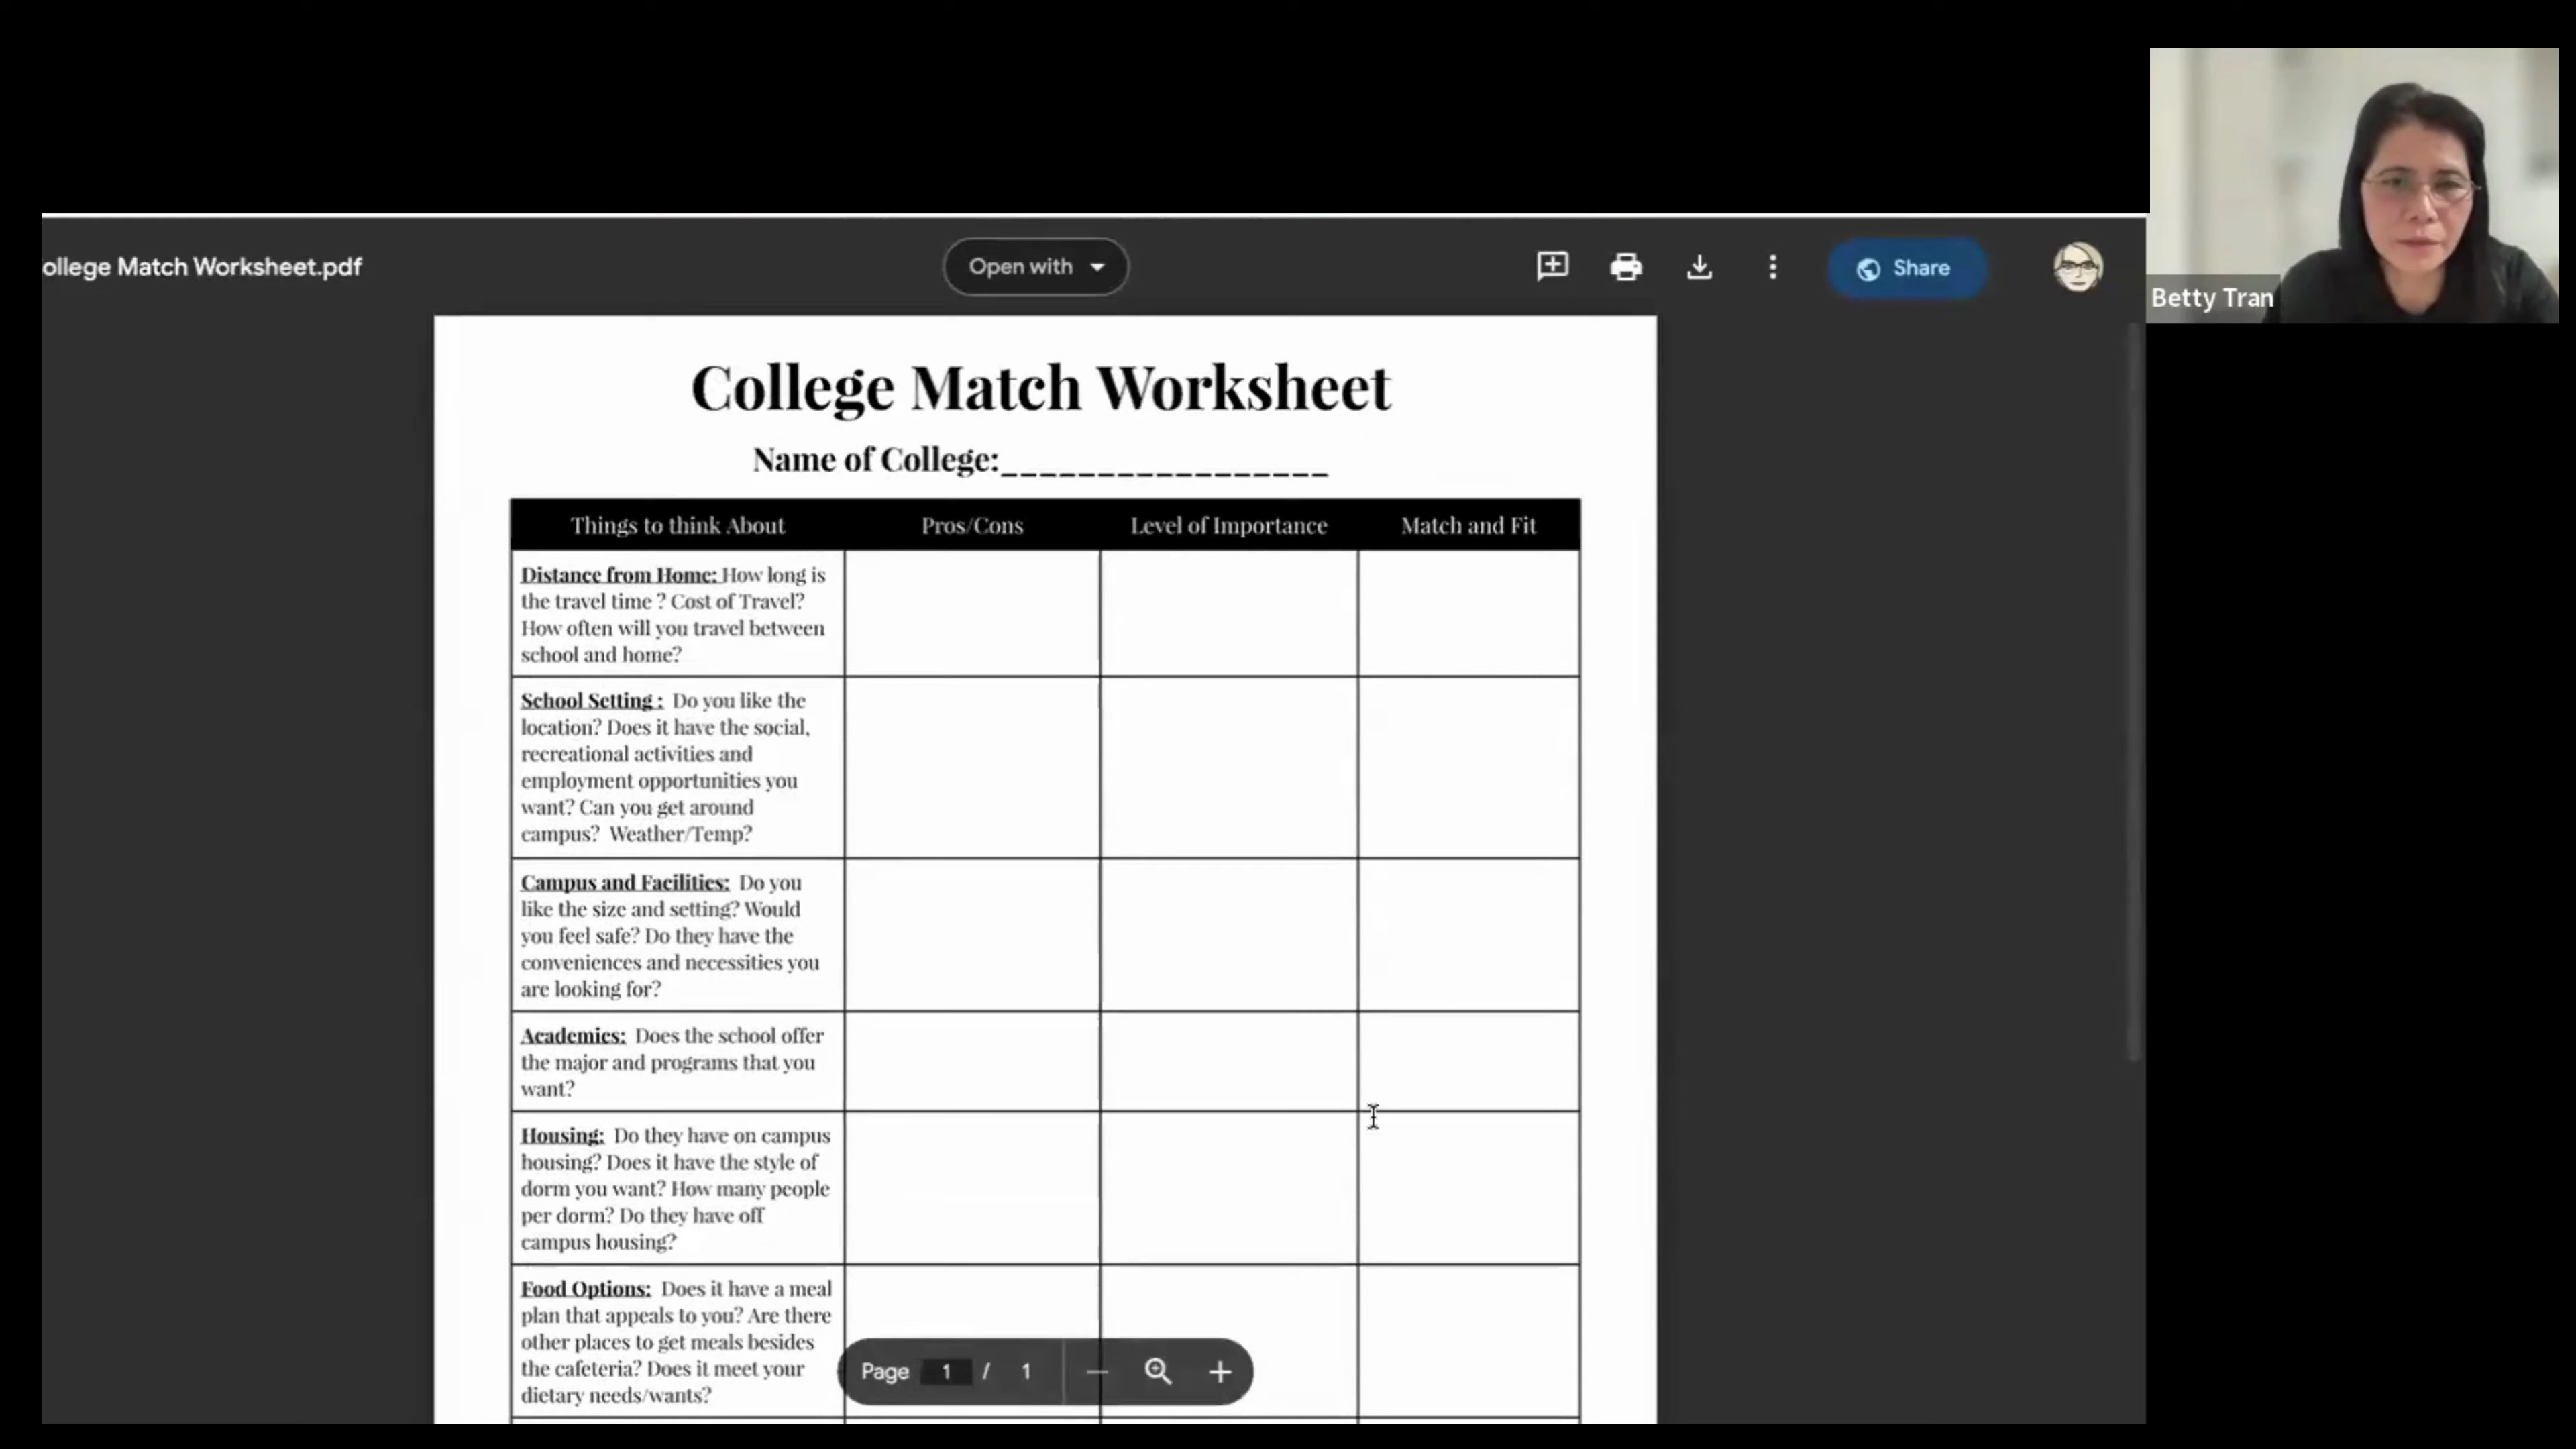 ollege Match Worksheet.pdf
Open with
Share
Betty Tran
College Match Worksheet
Name of College:_________________
Things to think About
Pros/Cons
Level of Importance
Match and Fit
Distance from Home: How long is
the travel time ? Cost of Travel?
How often will you travel between
school and home?
School Setting : Do you like the
location? Does it have the social,
recreational activities and
employment opportunities you
want? Can you get around
campus? Weather/Temp?
Campus and Facilities: Do you
like the size and setting? Would
you feel safe? Do they have the
conveniences and necessities you
are looking for?
Academics: Does the school offer
the major and programs that you
want?
Housing: Do they have on campus
housing? Does it have the style of
dorm you want? How many people
per dorm? Do they have off
campus housing?
Food Options: Does it have a meal
plan that appeals to you? Are there
other places to get meals besides
the cafeteria? Does it meet your
dietary needs/wants?
Page 1 / 1